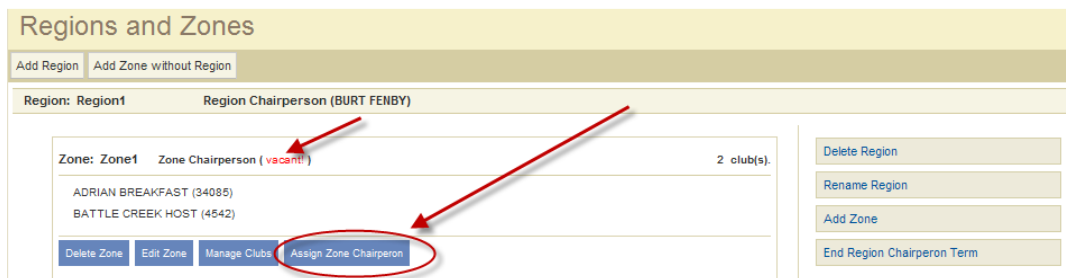 Regions and Zones
Add Region Add Zone without Region
Region: Region1 Region Chairperson (BURT FENBY)
Zone: Zone1 Zone Chairperson ( vacant! ) 2 club(s).
ADRIAN BREAKFAST (34085)
BATTLE CREEK HOST (4542)
Delete Zone Edit Zone Manage Clubs Assign Zone Chairperon
Delete Region
Rename Region
Add Zone
End Region Chairperon Term